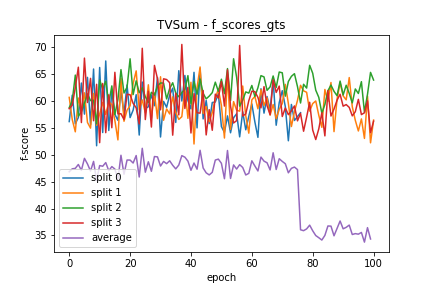 TVSum - f_scores_gts
f-score
70
65
60
55
50
45
40
35
split 0
split 1
split 2
split 3
average
0
20
40
60
80
100
epoch